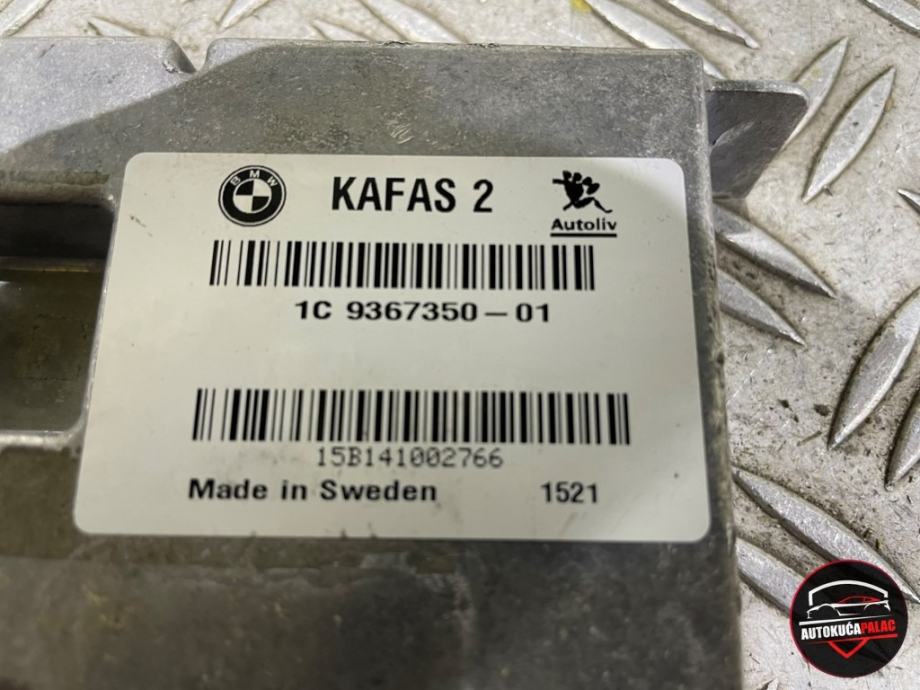 BMW
KAFAS 2
Autoliv
1C 9367350-01
15B141002766
Made in Sweden 1521
AUTOKUĆAPALAC